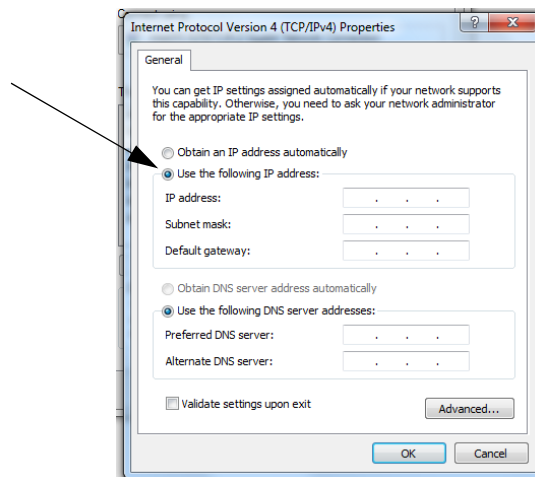 Internet Protocol Version 4 (TCP/IPv4) Properties
General
You can get IP settings assigned automatically if your network supports
this capability. Otherwise, you need to ask your network administrator
for the appropriate IP settings.
Obtain an IP address automatically
Use the following IP address:
IP address:
Subnet mask:
Default gateway:
Obtain DNS server address automatically
Use the following DNS server addresses:
Preferred DNS server:
Alternate DNS server:
Validate settings upon exit
Advanced...
OK
Cancel